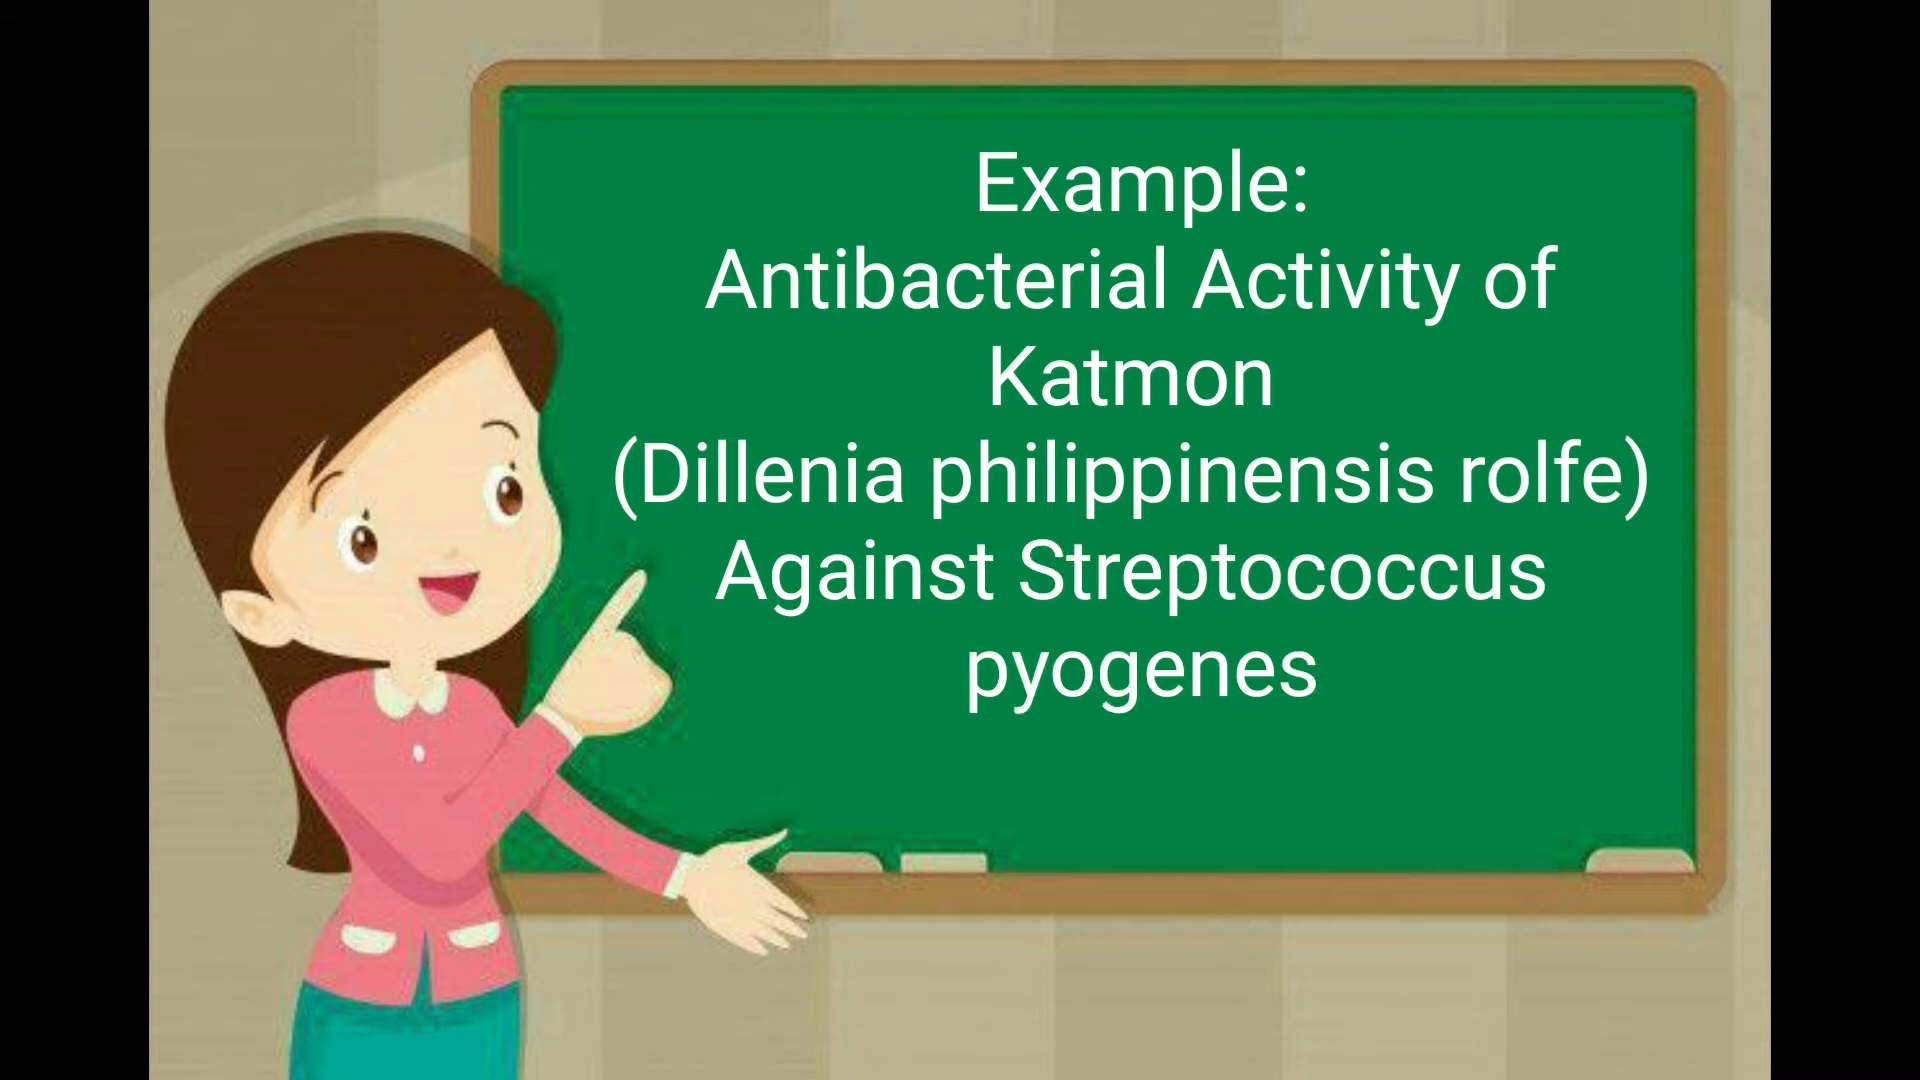 Example:
Antibacterial Activity of
Katmon
(Dillenia philippinensis rolfe)
Against Streptococcus
pyogenes